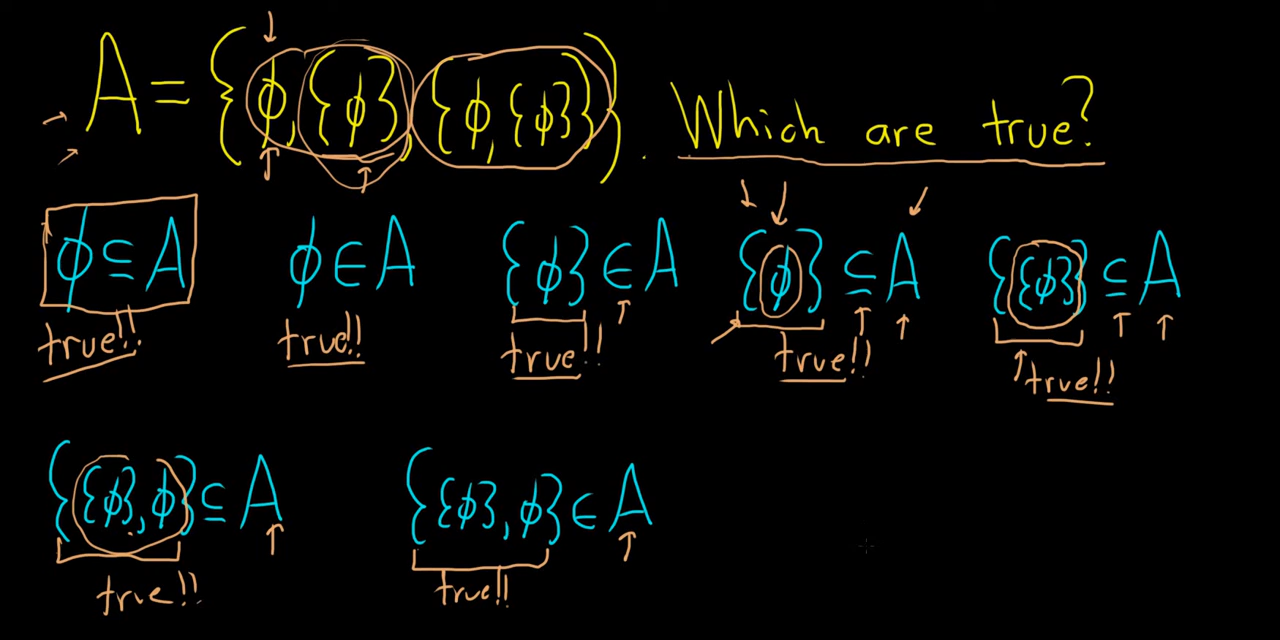 A = {ϕ, {ϕ}, {ϕ, {ϕ}}}. Which are true?
ϕ ⊆ A   ϕ ∈ A   {ϕ} ∈ A   {ϕ} ⊆ A   {{ϕ}} ⊆ A
true!!   true!!   true!!   true!!   true!!
{{ϕ}, ϕ} ⊆ A   {{ϕ}, ϕ} ∈ A
true!!   true!!